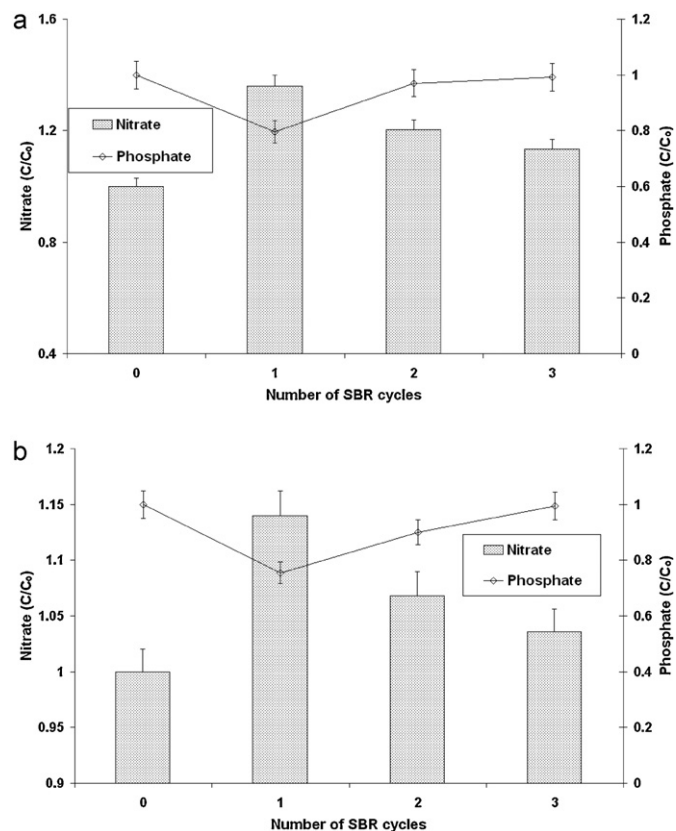 a
1.6
1.2
0.8
0.4
Nitrate (C/C₀)
Nitrate
Phosphate
1.2
1
0.8
0.6
0.4
0.2
0
Phosphate (C/C₀)
0 1 2 3
Number of SBR cycles
b
1.2
1.15
1.1
1.05
1
0.95
0.9
Nitrate (C/C₀)
Nitrate
Phosphate
1.2
1
0.8
0.6
0.4
0.2
0
Phosphate (C/C₀)
0 1 2 3
Number of SBR cycles